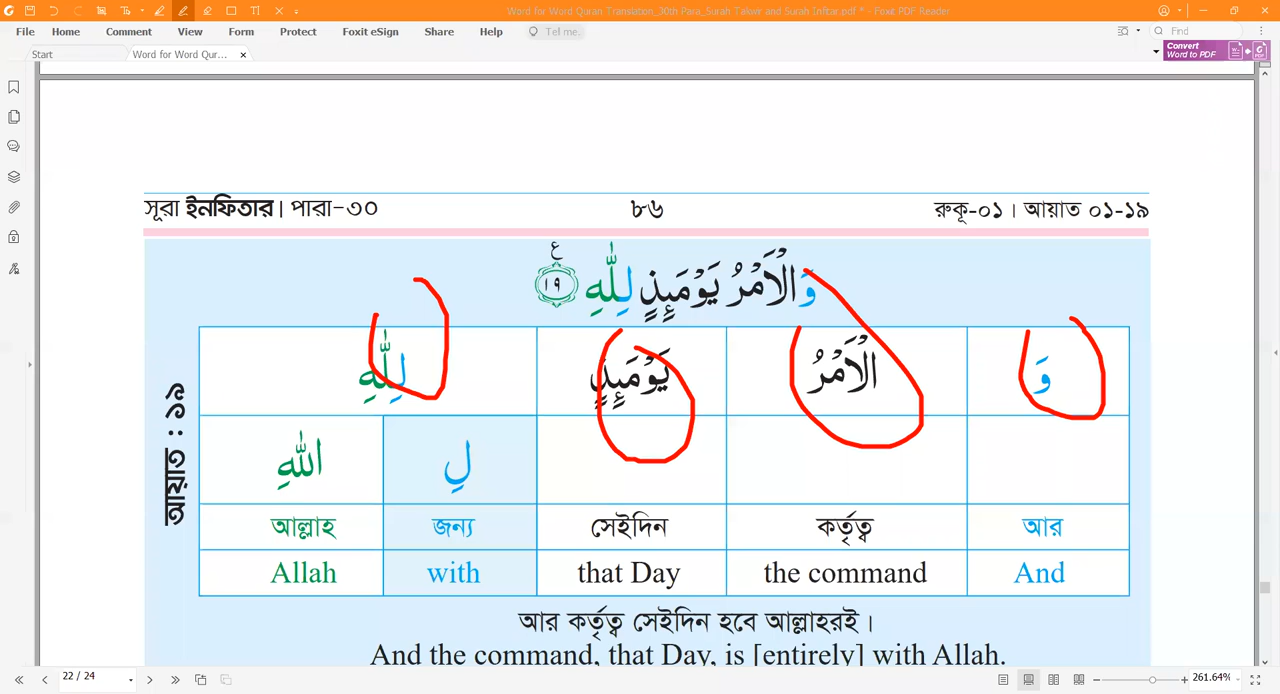 Word for Word Quran Translation_30th Para_Surah Takwr and Surah Inftar.pdf * - Foxit PDF Reader
File Home Comment View Form Protect Foxit eSign Share Help Tell me. Find
Start Word for Word Qur... Convert Word to PDF
সূরা ইনফিতার। পারা-৩০ ৮৬ রুকূ-০১ । আয়াত ০১-১৯
وَالْاَمْرُ يَوْمَئِذٍ لِلّٰهِ ١٩ ع
وَ الْاَمْرُ يَوْمَئِذٍ لِلّٰهِ
لِ اللّٰهِ
আর কর্তৃত্ব সেইদিন জন্য আল্লাহ
And the command that Day with Allah
আয়াত : ১৯
আর কর্তৃত্ব সেইদিন হবে আল্লাহরই।
And the command, that Day, is [entirely] with Allah.
22 / 24 261.64%